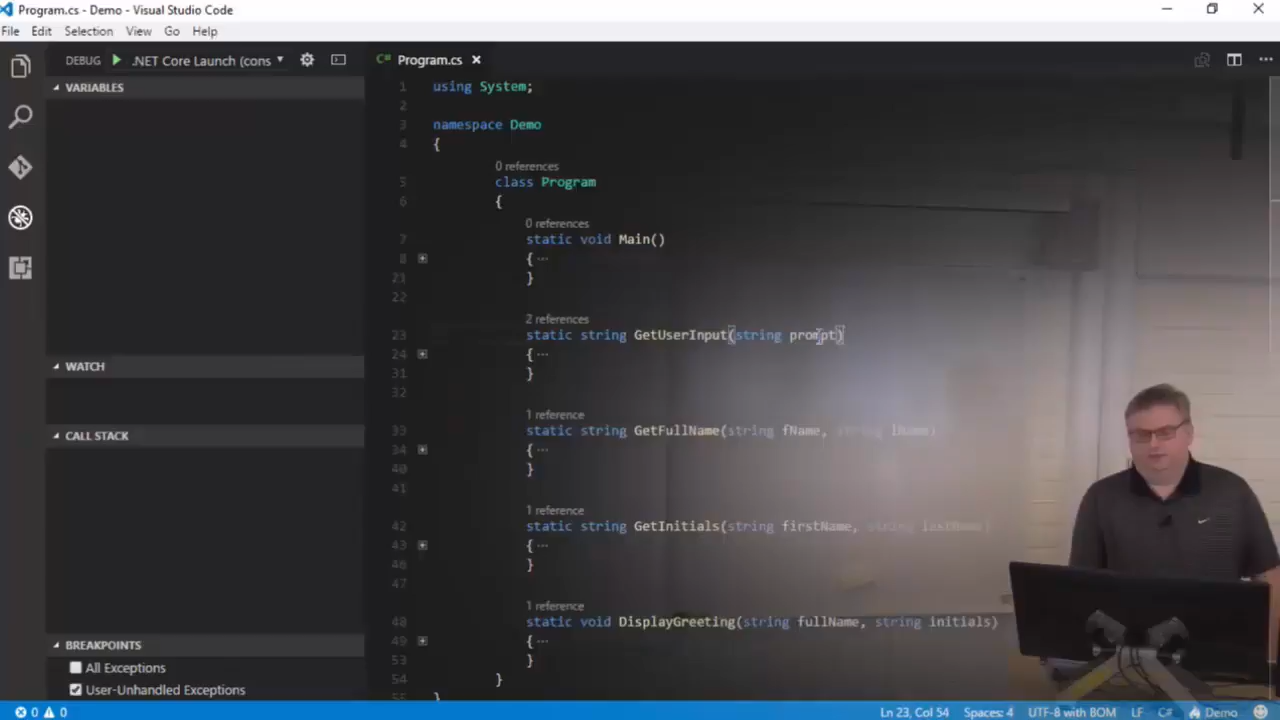 Program.cs - Demo - Visual Studio Code
File Edit Selection View Go Help
DEBUG .NET Core Launch (cons
Program.cs
VARIABLES
WATCH
CALL STACK
BREAKPOINTS
All Exceptions
User-Unhandled Exceptions
1 using System;
2
3 namespace Demo
4 {
0 references
5 class Program
6 {
0 references
7 static void Main()
8 { ...
21 }
22
2 references
23 static string GetUserInput(string prompt)
24 { ...
31 }
32
1 reference
33 static string GetFullName(string fName, string lName)
34 { ...
40 }
41
1 reference
42 static string GetInitials(string firstName, string lastName)
43 { ...
46 }
47
1 reference
48 static void DisplayGreeting(string fullName, string initials)
49 { ...
53 }
54 }
55 }
0 0
Ln 23, Col 54 Spaces: 4 UTF-8 with BOM LF C# Demo